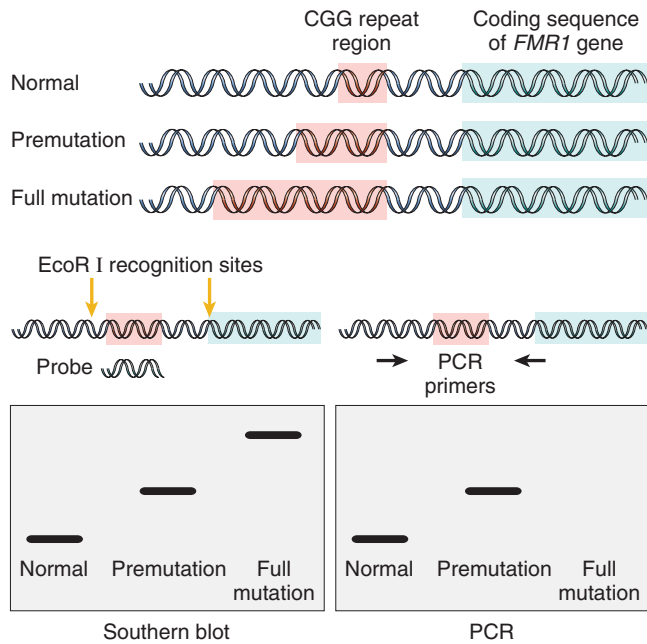 CGG repeat
region
Coding sequence
of FMR1 gene
Normal
Premutation
Full mutation
EcoR I recognition sites
Probe
PCR
primers
Normal
Premutation
Full
mutation
Southern blot
Normal
Premutation
Full
mutation
PCR